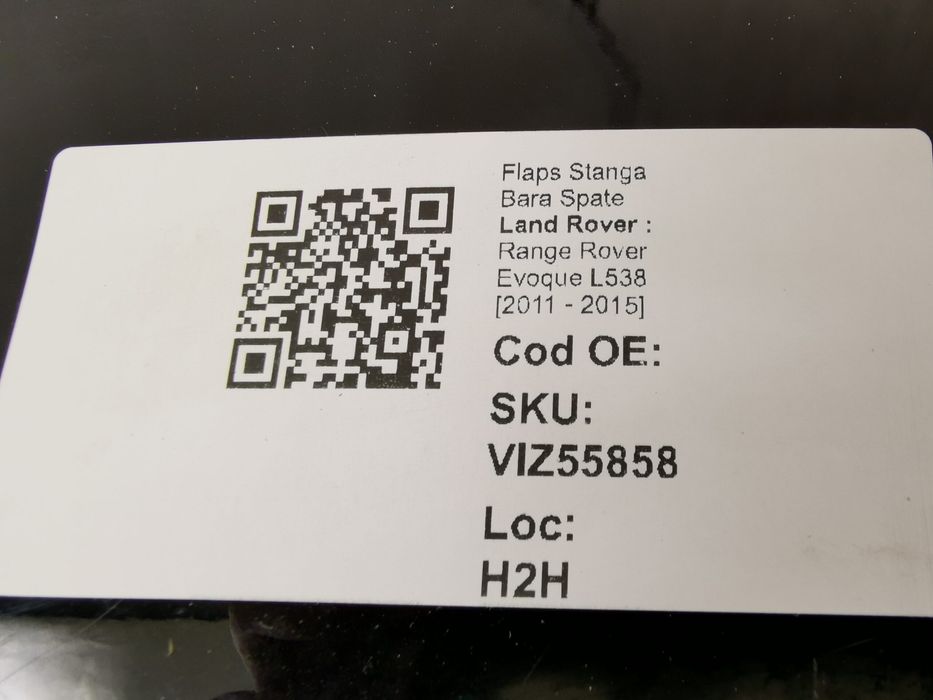 Flaps Stanga
Bara Spate
Land Rover :
Range Rover
Evoque L538
[2011 - 2015]
Cod OE:
SKU:
VIZ55858
Loc:
H2H